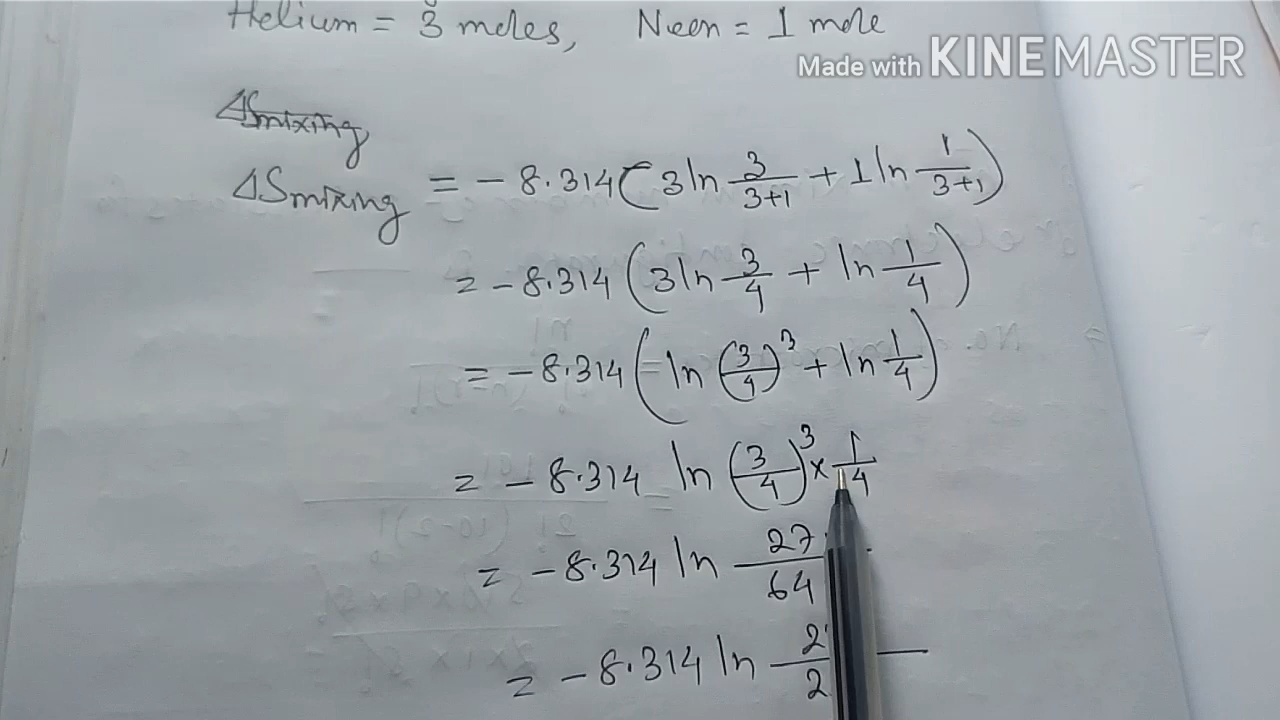 Helium = 3 moles, Neon = 1 mole
Made with KINEMASTER
ΔSmixing
ΔSmixing = - 8.314 ( 3 ln 3/3+1 + 1 ln 1/3+1 )
= - 8.314 ( 3 ln 3/4 + ln 1/4 )
= - 8.314 ( ln (3/4)³ + ln 1/4 )
= - 8.314 ln (3/4)³ × 1/4
= - 8.314 ln 27/64
= - 8.314 ln